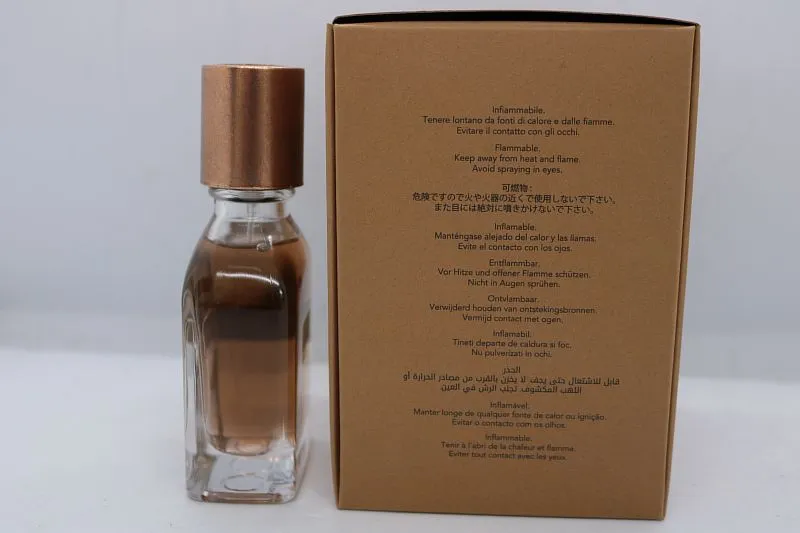 Infiammabile.
Tenere lontano da fonti di calore e dalle fiamme.
Evitare il contatto con gli occhi.
Flammable.
Keep away from heat and flame.
Avoid spraying in eyes.
可燃物：
危険ですので火や火器の近くで使用しないで下さい。
また目には絶対に噴きかけないで下さい。
Inflamable.
Manténgase alejado del calor y las llamas.
Evite el contacto con los ojos.
Entflammbar.
Vor Hitze und offener Flamme schützen.
Nicht in Augen sprühen.
Ontvlambaar.
Verwijderd houden van ontstekingsbronnen.
Vermijd contact met ogen.
Inflamabil.
Tineti departe de caldura si foc.
Nu pulverizati in ochi.
الحذر
قابل للاشتعال حتى يجف. لا يخزن بالقرب من مصادر الحرارة أو
اللهب المكشوف. تجنب الرش في العين.
Inflamável.
Manter longe de qualquer fonte de calor ou ignição.
Evitar o contacto com os olhos.
Inflammable.
Tenir à l'abri de la chaleur et flamme.
Eviter tout contact avec les yeux.